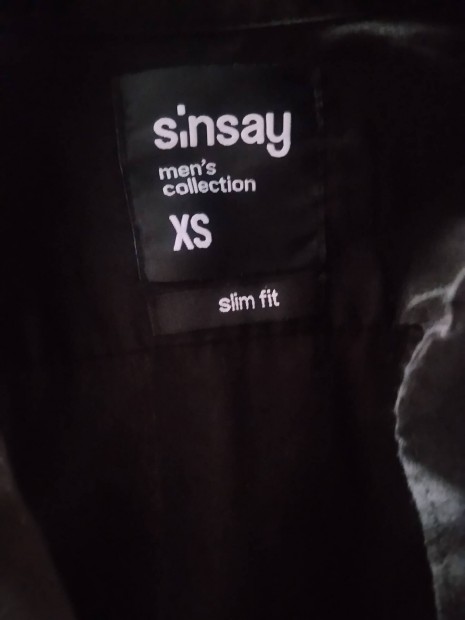 sinsay
men's
collection
XS
slim fit